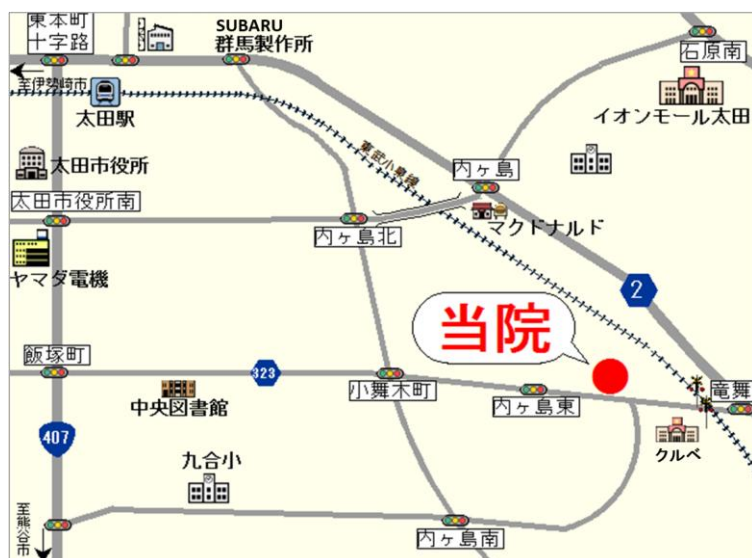 東本町
十字路
SUBARU
群馬製作所
石原南
至伊勢崎市
太田駅
イオンモール太田
太田市役所
東武小泉線
内ヶ島
太田市役所南
内ヶ島北
マクドナルド
ヤマダ電機
2
当院
飯塚町
323
小舞木町
中央図書館
内ヶ島東
竜舞
407
クルベ
九合小
至熊谷市
内ヶ島南